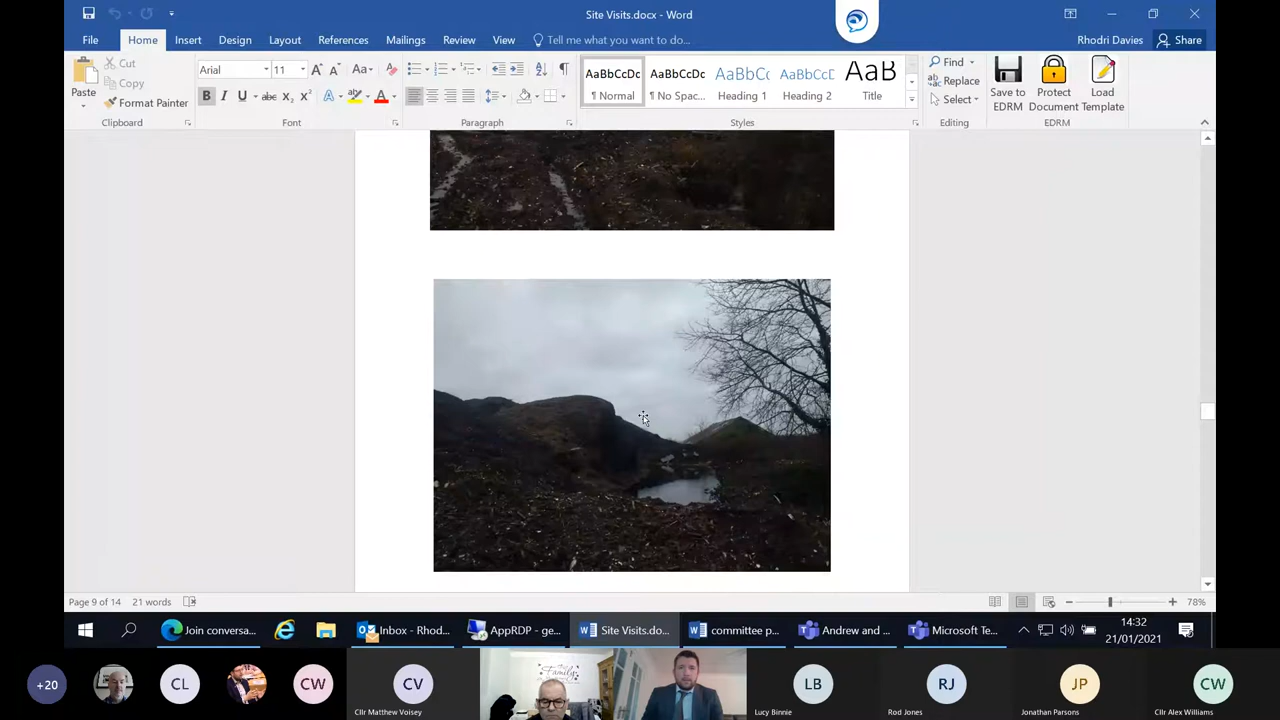 Site Visits.docx - Word
File
Home
Insert
Design
Layout
References
Mailings
Review
View
Tell me what you want to do...
Rhodri Davies
Share
Paste
Cut
Copy
Format Painter
Clipboard
Arial
11
Font
Paragraph
AaBbCcDc
¶ Normal
AaBbCcDc
¶ No Spac...
AaBbCc
Heading 1
AaBbCcD
Heading 2
AaB
Title
Styles
Find
Replace
Select
Editing
Save to
EDRM
Protect
Document
Load
Template
EDRM
Page 9 of 14
21 words
78%
Join conversa...
Inbox - Rhod...
AppRDP - ge...
Site Visits.do...
committee p...
Andrew and ...
Microsoft Te...
14:32
21/01/2021
+20
CL
CW
CV
Cllr Matthew Voisey
Family
LB
Lucy Binnie
RJ
Rod Jones
JP
Jonathan Parsons
CW
Cllr Alex Williams